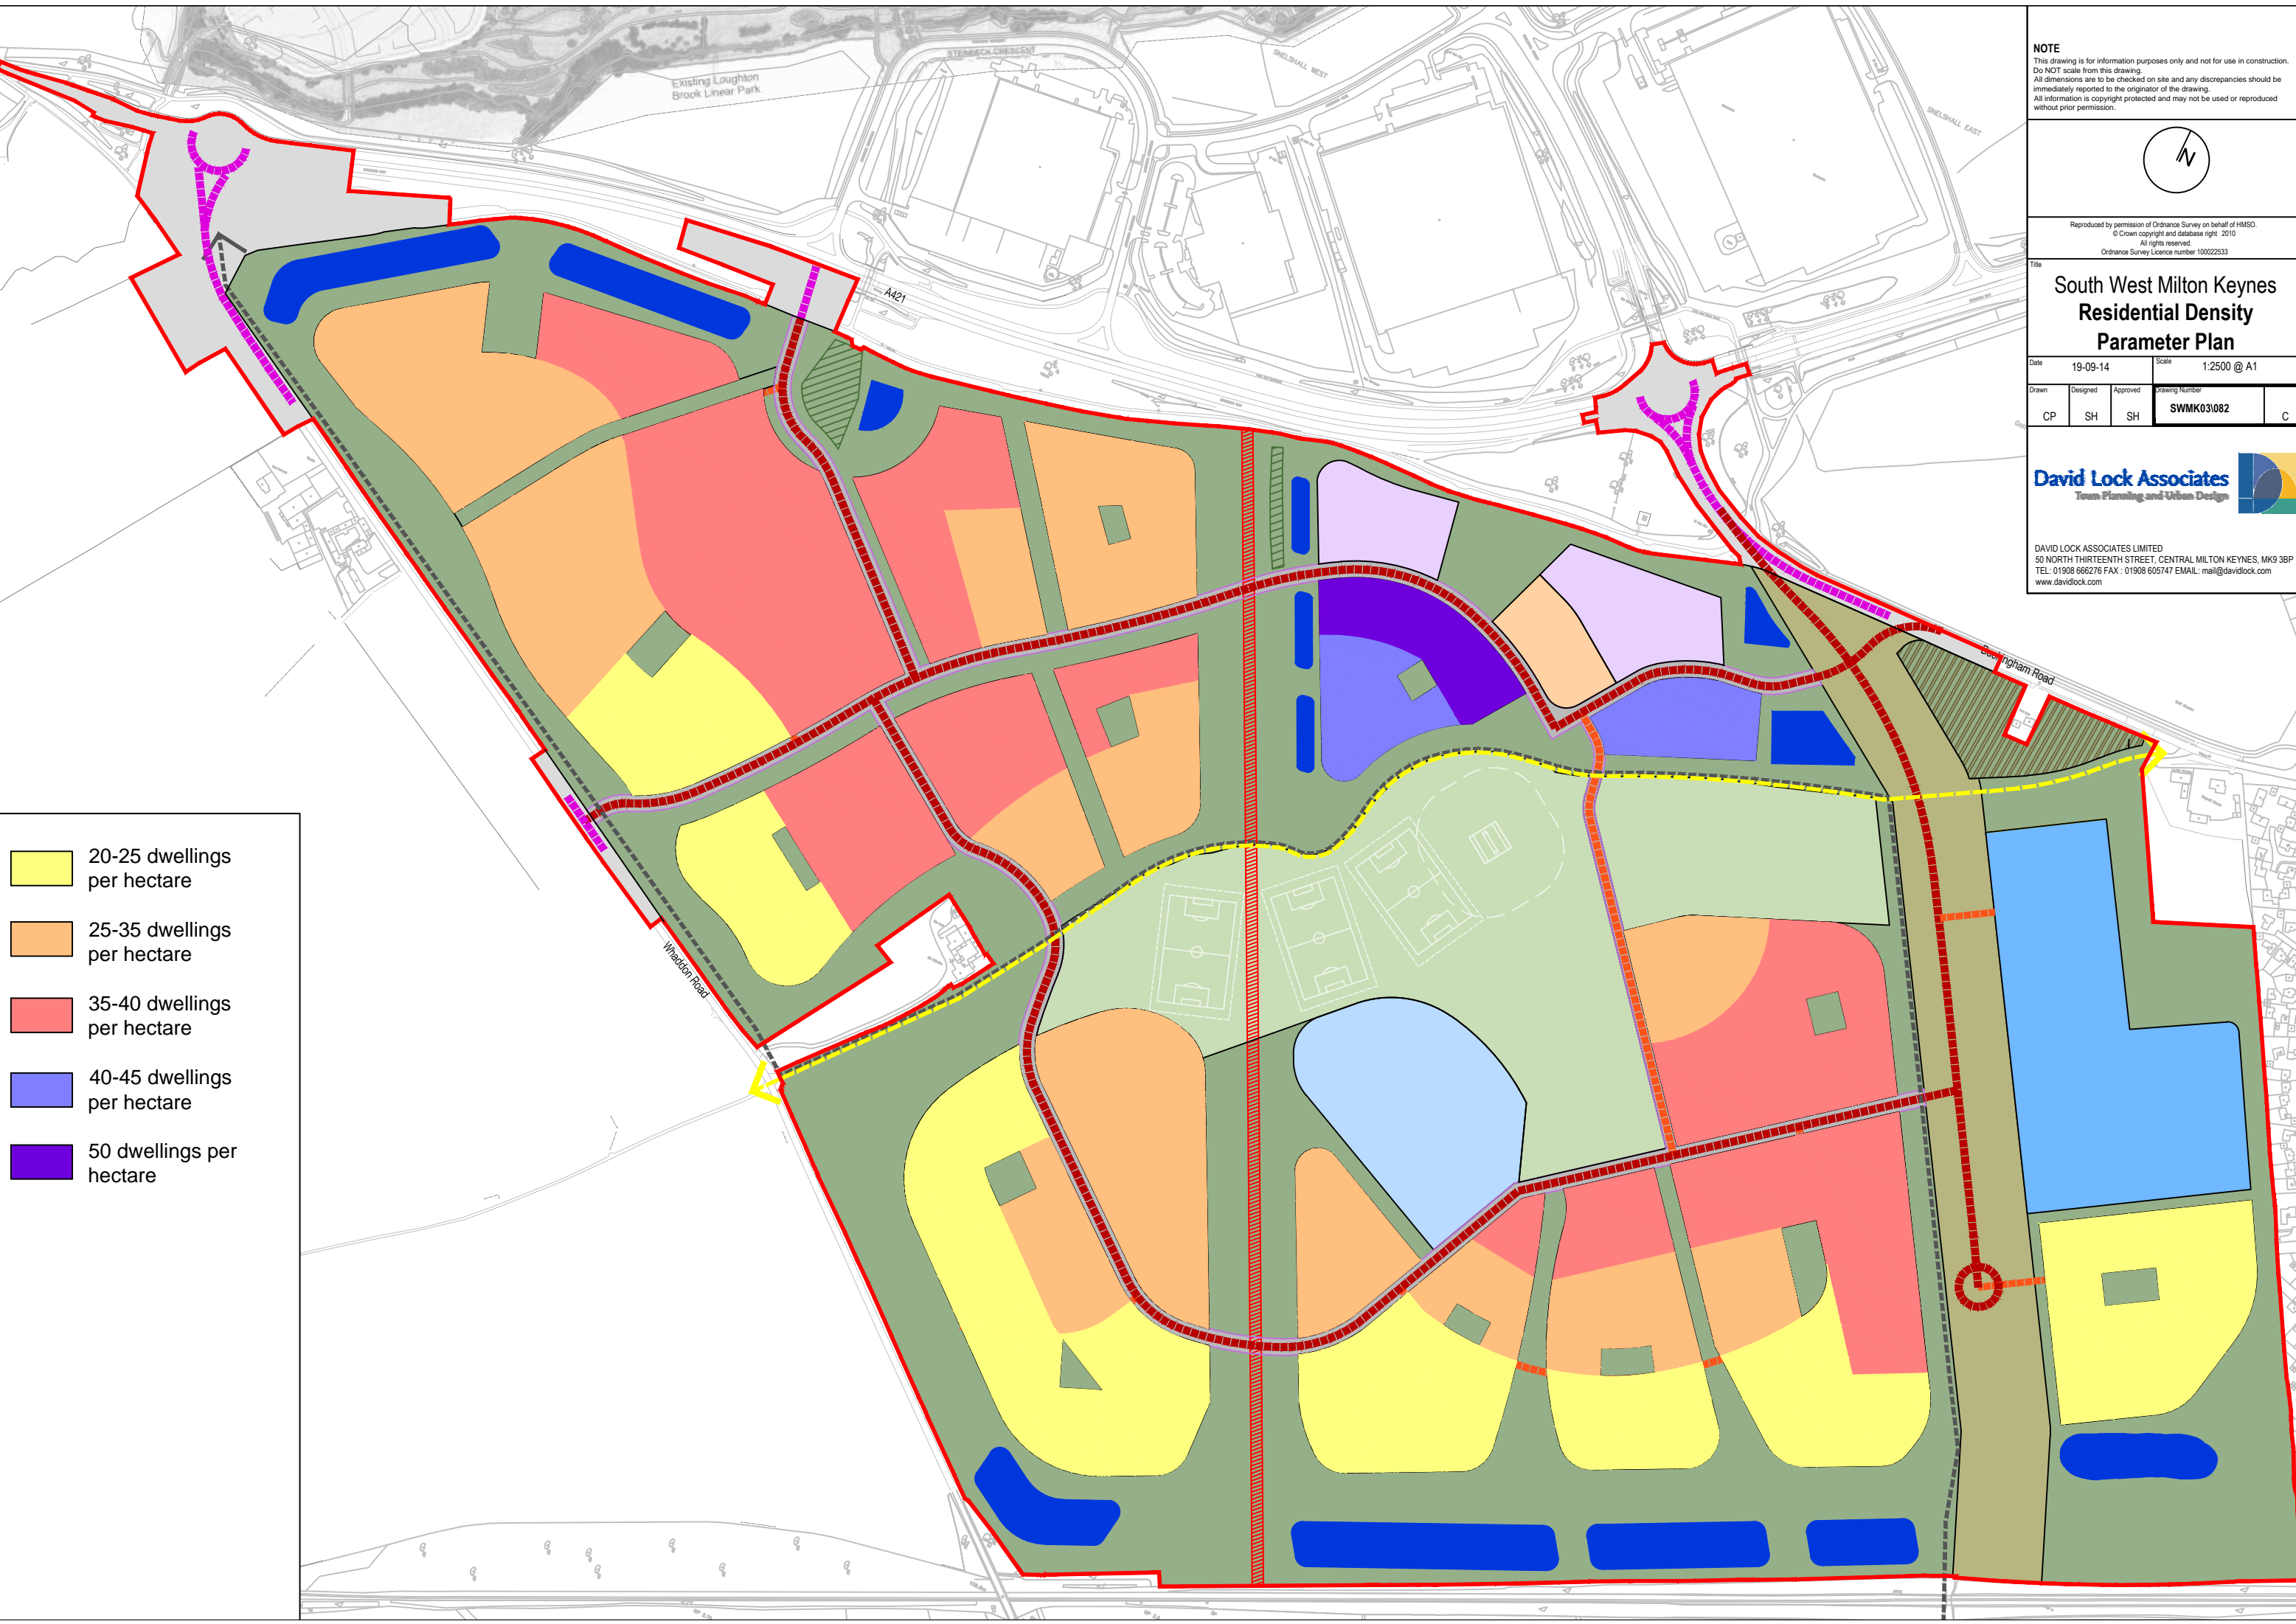 NOTE
This drawing is for information purposes only and not for use in construction.
Do NOT scale from this drawing.
All dimensions are to be checked on site and any discrepancies should be
immediately reported to the originator of the drawing.
All information is copyright protected and may not be used or reproduced
without prior permission.
N
Reproduced by permission of Ordnance Survey on behalf of HMSO.
© Crown copyright and database right 2010
All rights reserved.
Ordnance Survey Licence number 100022533
Title
South West Milton Keynes
Residential Density
Parameter Plan
Date
19-09-14
Scale
1:2500 @ A1
Drawn
CP
Designed
SH
Approved
SH
Drawing Number
SWMK03\082
C
David Lock Associates
Town Planning and Urban Design
DAVID LOCK ASSOCIATES LIMITED
50 NORTH THIRTEENTH STREET, CENTRAL MILTON KEYNES, MK9 3BP
TEL: 01908 666276 FAX : 01908 605747 EMAIL: mail@davidlock.com
www.davidlock.com
Existing Loughton
Brook Linear Park
STEINBECK CRESCENT
SNELSHALL WEST
SNELSHALL EAST
A421
Buckingham Road
Whaddon Road
20-25 dwellings
per hectare
25-35 dwellings
per hectare
35-40 dwellings
per hectare
40-45 dwellings
per hectare
50 dwellings per
hectare